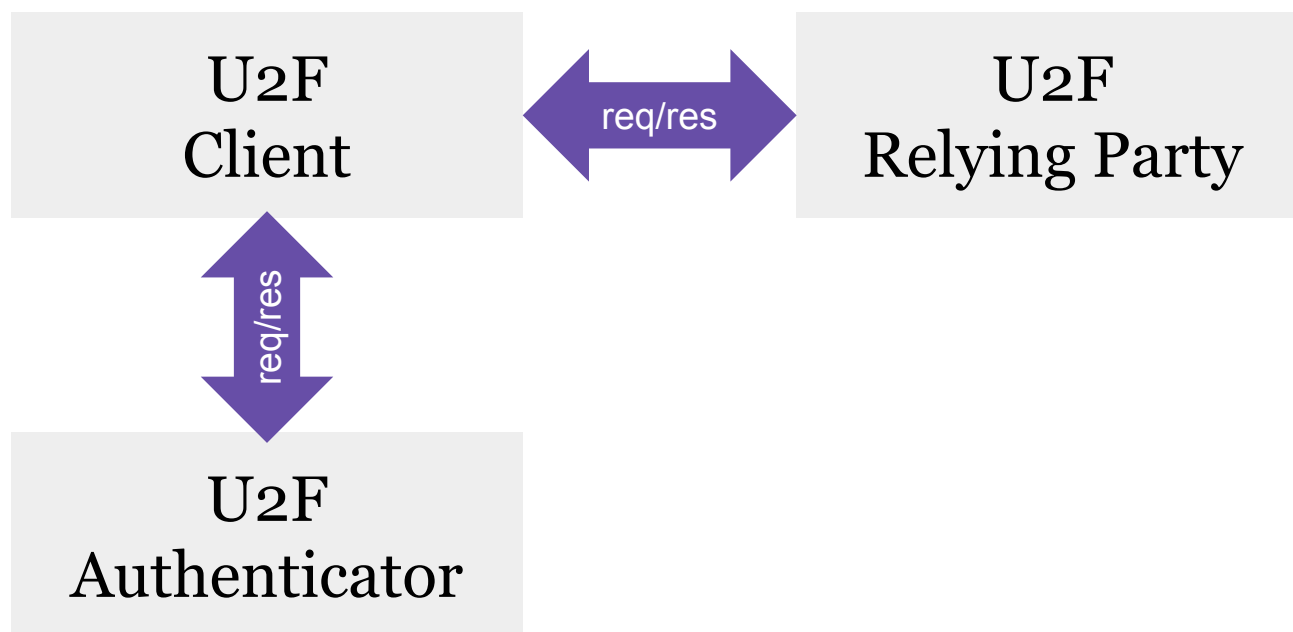 U2F
Client
req/res
U2F
Relying Party
req/res
U2F
Authenticator